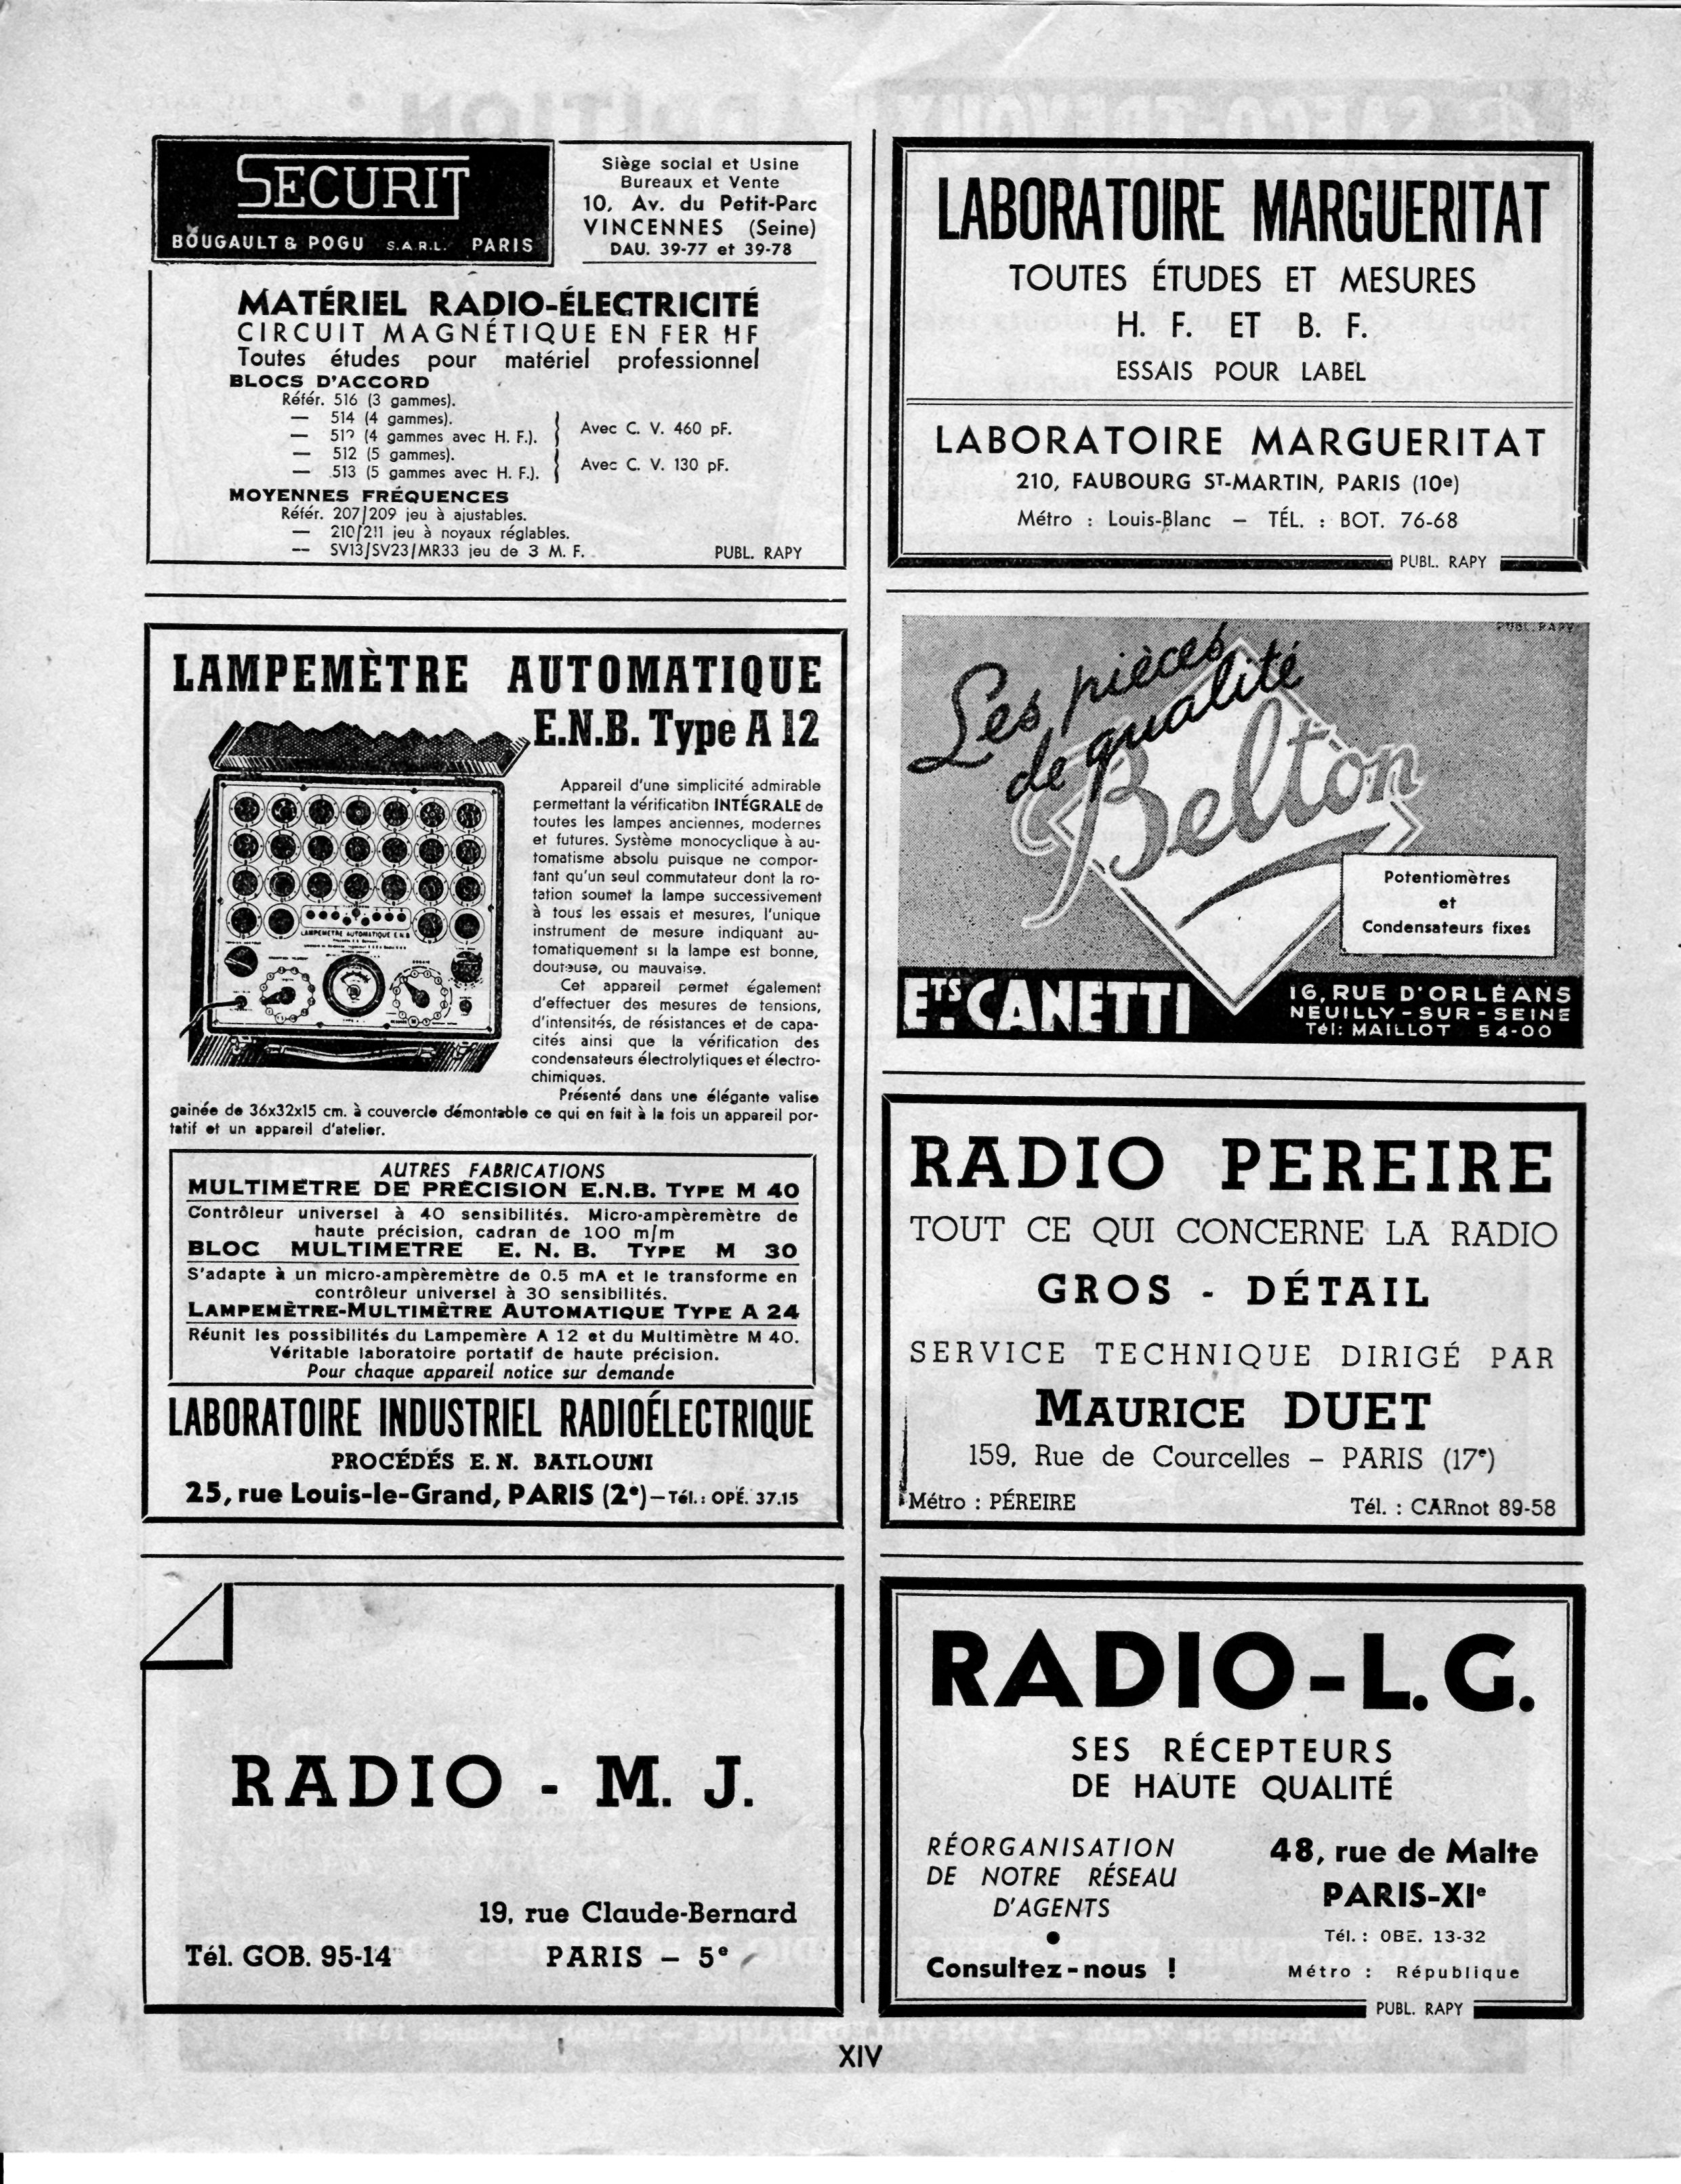 SECURIT
BOUGAULT & POGU S.A.R.L. PARIS
Siège social et Usine
Bureaux et Vente
10, Av. du Petit-Parc
VINCENNES (Seine)
DAU. 39-77 et 39-78
MATÉRIEL RADIO-ÉLECTRICITÉ
CIRCUIT MAGNÉTIQUE EN FER HF
Toutes études pour matériel professionnel
BLOCS D'ACCORD
Référ. 516 (3 gammes).
— 514 (4 gammes).
— (4 gammes avec H. F.).
Avec C. V. 460 pF.
— 512 (5 gammes).
— 513 (5 gammes avec H. F.).
Avec C. V. 130 pF.
MOYENNES FRÉQUENCES
Référ. 207/209 jeu à ajustables.
— 210/211 jeu à noyaux réglables.
— SV13/SV23/MR33 jeu de 3 M. F.
PUBL. RAPY
LAMPEMÈTRE AUTOMATIQUE
E.N.B. Type A 12
Appareil d'une simplicité admirable
permettant la vérification INTÉGRALE de
toutes les lampes anciennes, modernes
et futures. Système monocyclique à au-
tomatisme absolu puisque ne compor-
tant qu'un seul commutateur dont la ro-
tation soumet la lampe successivement
à tous les essais et mesures, l'unique
instrument de mesure indiquant au-
tomatiquement si la lampe est bonne,
douteuse, ou mauvaise.
Cet appareil permet également
d'effectuer des mesures de tensions,
d'intensités, de résistances et de capa-
cités ainsi que la vérification des
condensateurs électrolytiques et électro-
chimiques.
Présenté dans une élégante valise
gainée de 36x32x15 cm. à couvercle démontable ce qui en fait à la fois un appareil por-
tatif et un appareil d'atelier.
LAMPEMETRE AUTOMATIQUE E.N.B
AUTRES FABRICATIONS
MULTIMETRE DE PRÉCISION E.N.B. TYPE M 40
Contrôleur universel à 40 sensibilités. Micro-ampèremètre de
haute précision, cadran de 100 m/m
BLOC MULTIMETRE E. N. B. TYPE M 30
S'adapte à un micro-ampèremètre de 0.5 mA et le transforme en
contrôleur universel à 30 sensibilités.
LAMPEMÈTRE-MULTIMÈTRE AUTOMATIQUE TYPE A 24
Réunit les possibilités du Lampemère A 12 et du Multimètre M 40.
Véritable laboratoire portatif de haute précision.
Pour chaque appareil notice sur demande
LABORATOIRE INDUSTRIEL RADIOÉLECTRIQUE
PROCÉDÉS E. N. BATLOUNI
25, rue Louis-le-Grand, PARIS (2e) — Tél.: OPÉ. 37.15
RADIO - M. J.
19, rue Claude-Bernard
Tél. GOB. 95-14
PARIS — 5e
LABORATOIRE MARGUERITAT
TOUTES ÉTUDES ET MESURES
H. F. ET B. F.
ESSAIS POUR LABEL
LABORATOIRE MARGUERITAT
210, FAUBOURG ST-MARTIN, PARIS (10e)
Métro : Louis-Blanc — TÉL. : BOT. 76-68
PUBL. RAPY
PUBL. RAPY
Les pièces
de qualité
Belton
Potentiomètres
et
Condensateurs fixes
ETS. CANETTI
16, RUE D'ORLÉANS
NEUILLY-SUR-SEINE
Tél: MAILLOT 54-00
RADIO PEREIRE
TOUT CE QUI CONCERNE LA RADIO
GROS - DÉTAIL
SERVICE TECHNIQUE DIRIGÉ PAR
MAURICE DUET
159, Rue de Courcelles — PARIS (17e)
Métro : PÉREIRE
Tél. : CARnot 89-58
RADIO-L.G.
SES RÉCEPTEURS
DE HAUTE QUALITÉ
RÉORGANISATION
DE NOTRE RÉSEAU
D'AGENTS
•
Consultez-nous !
48, rue de Malte
PARIS-XIe
Tél. : OBE. 13-32
Métro : République
PUBL. RAPY
XIV